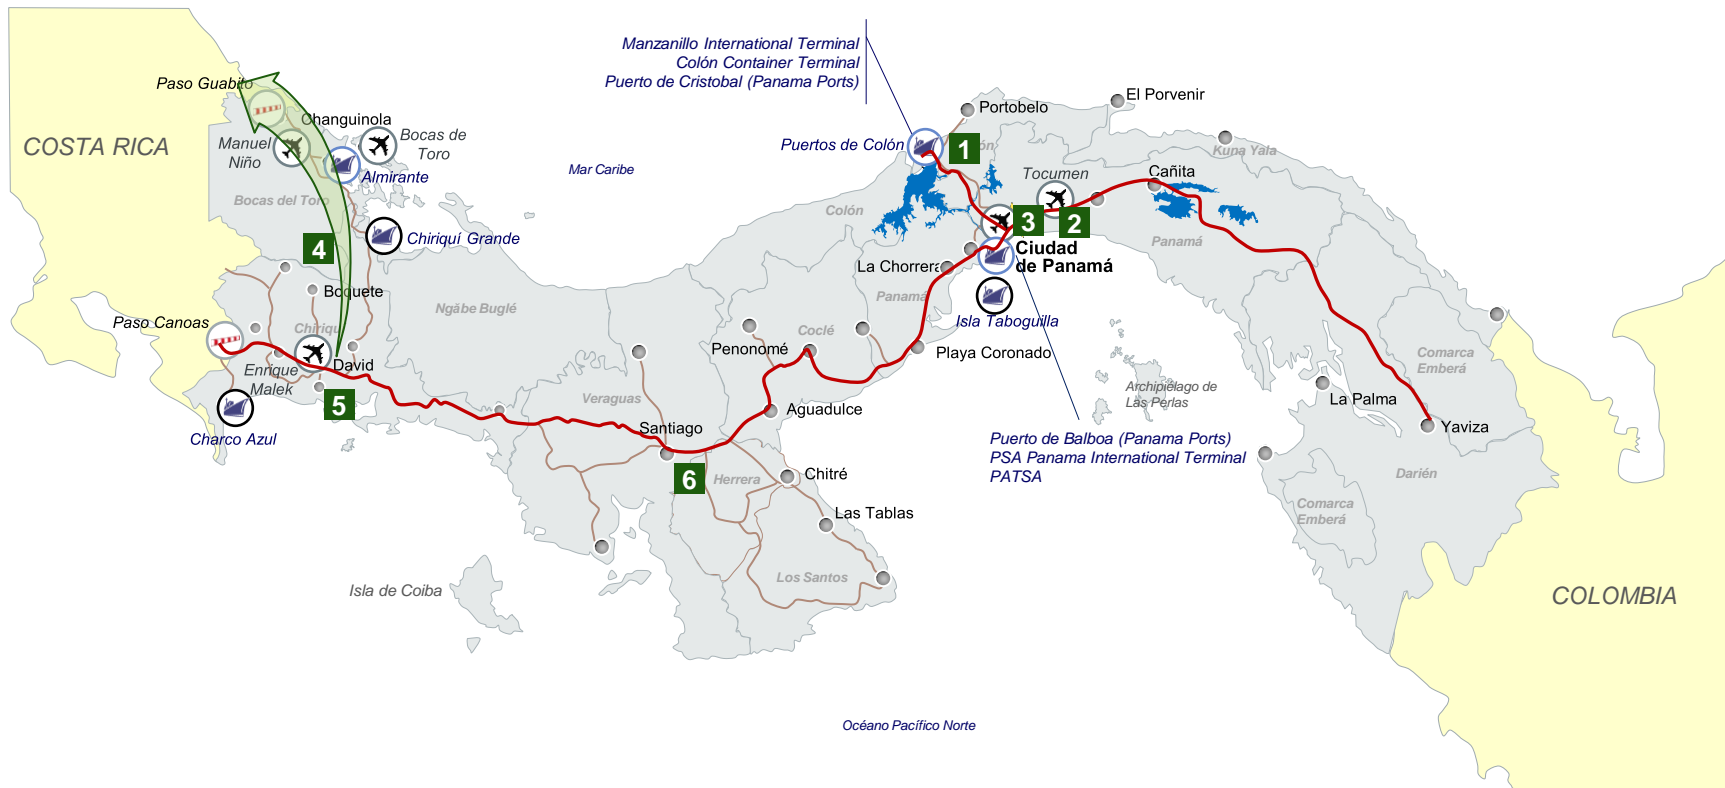 Manzanillo International Terminal
Colón Container Terminal
Puerto de Cristobal (Panama Ports)
Paso Guabito
COSTA RICA
Changuinola
Manuel
Niño
Bocas de
Toro
Almirante
Bocas del Toro
Chiriquí Grande
4
Mar Caribe
Puertos de Colón
1
Portobelo
El Porvenir
Kuna Yala
Tocumen
Cañita
Colón
3
2
Ciudad
de Panamá
Panamá
La Chorrera
Panamá
Isla Taboguilla
Boquete
Ngäbe Buglé
Paso Canoas
Chiriquí
David
Enrique
Malek
5
Charco Azul
Penonomé
Coclé
Playa Coronado
Veraguas
Aguadulce
Santiago
6
Herrera
Chitré
Las Tablas
Los Santos
Isla de Coiba
Archipiélago de
Las Perlas
Puerto de Balboa (Panama Ports)
PSA Panama International Terminal
PATSA
Comarca
Emberá
La Palma
Yaviza
Darién
Comarca
Emberá
COLOMBIA
Océano Pacífico Norte